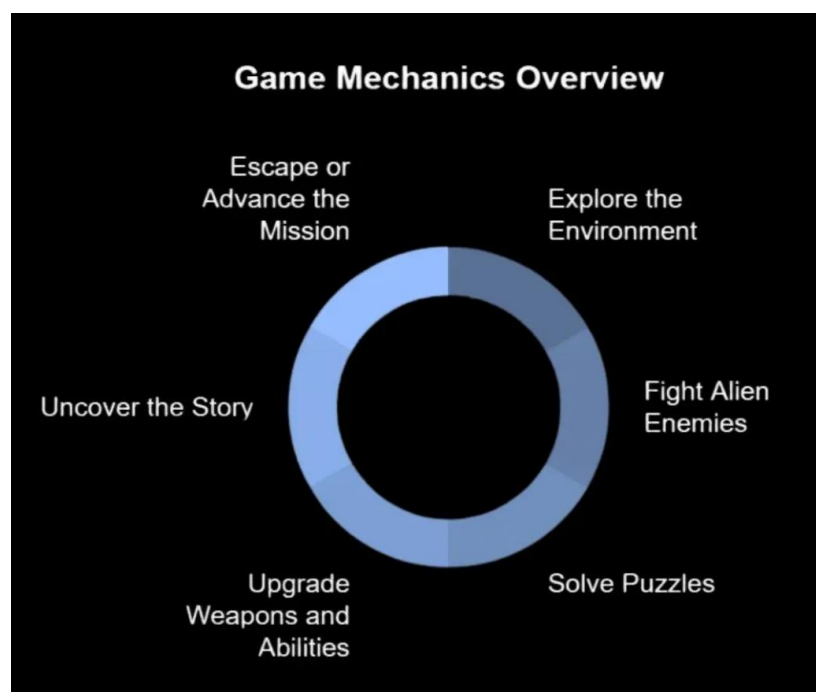 Game Mechanics Overview
Escape or
Advance the
Mission
Explore the
Environment
Uncover the Story
Fight Alien
Enemies
Upgrade
Weapons and
Abilities
Solve Puzzles